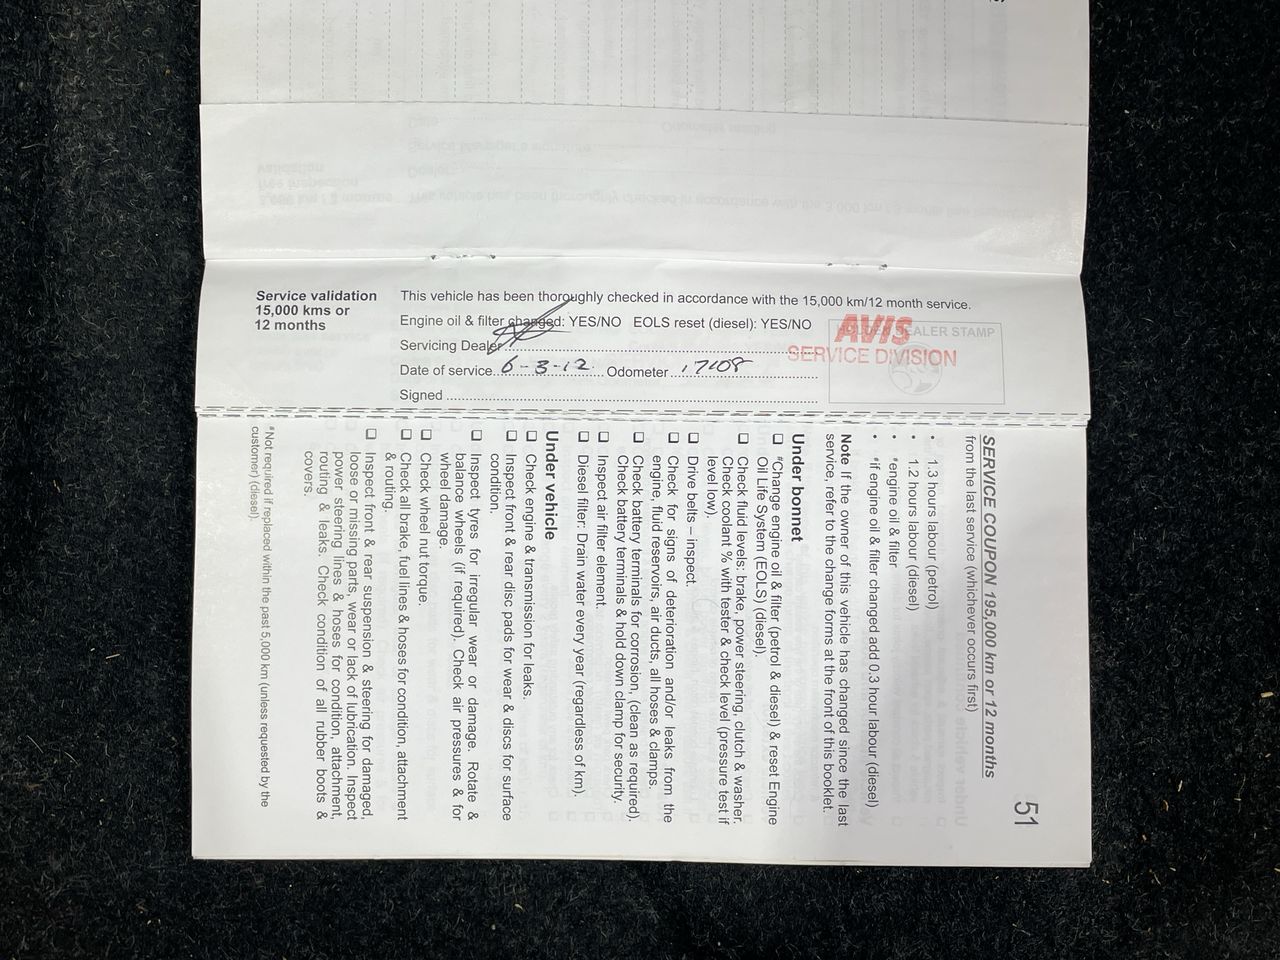 Service validation
15,000 kms or
12 months
This vehicle has been thoroughly checked in accordance with the 15,000 km/12 month service.
Engine oil & filter changed: YES/NO EOLS reset (diesel): YES/NO
Servicing Dealer
Date of service 6-3-12 Odometer 17108
Signed
HOLDEN DEALER STAMP
AVIS
SERVICE DIVISION
51
SERVICE COUPON 195,000 km or 12 months
from the last service (whichever occurs first)
• 1.3 hours labour (petrol)
• 1.2 hours labour (diesel)
• #engine oil & filter
• #if engine oil & filter changed add 0.3 hour labour (diesel)
Note If the owner of this vehicle has changed since the last
service, refer to the change forms at the front of this booklet.
Under bonnet
❑ #Change engine oil & filter (petrol & diesel) & reset Engine
Oil Life System (EOLS) (diesel).
❑ Check fluid levels: brake, power steering, clutch & washer.
Check coolant % with tester & check level (pressure test if
level low).
❑ Drive belts – inspect.
❑ Check for signs of deterioration and/or leaks from the
engine, fluid reservoirs, air ducts, all hoses & clamps.
❑ Check battery terminals for corrosion, (clean as required).
Check battery terminals & hold down clamp for security.
❑ Inspect air filter element.
❑ Diesel filter: Drain water every year (regardless of km).
Under vehicle
❑ Check engine & transmission for leaks.
❑ Inspect front & rear disc pads for wear & discs for surface
condition.
❑ Inspect tyres for irregular wear or damage. Rotate &
balance wheels (if required). Check air pressures & for
wheel damage.
❑ Check wheel nut torque.
❑ Check all brake, fuel lines & hoses for condition, attachment
& routing.
❑ Inspect front & rear suspension & steering for damaged,
loose or missing parts, wear or lack of lubrication. Inspect
power steering lines & hoses for condition, attachment,
routing & leaks. Check condition of all rubber boots &
covers.
#Not required if replaced within the past 5,000 km (unless requested by the
customer) (diesel).